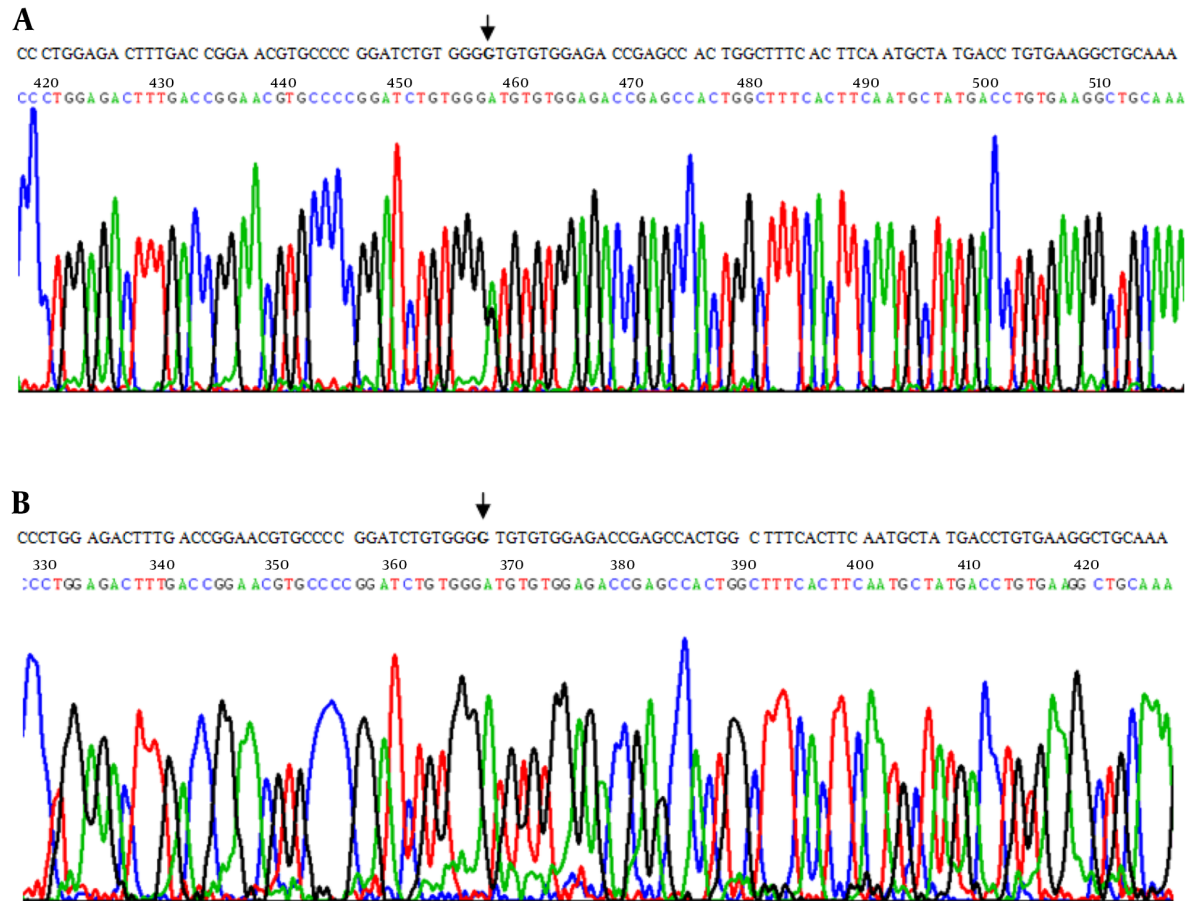 A
CC CTGGAGA CTTTGAC CGGA ACGTGCCCC GGATCTGT GGGGTGTGTGGAGA CCGAGCC AC TGGCTTTC AC TTCA ATGCTA TGACC TGTGAAGGCTGCAAA
420 430 440 450 460 470 480 490 500 510
CCCTGGAGACTTTGACCGGAACGTGCCCCGGATCTGTGGGATGTGTGGAGACCGAGCCACTGGCTTTCACTTCAATGCTATGACCTGTGAAGGCTGCAAA
B
CCCTGG AGACTTTG ACCGGAACGTGCCCC GGATCTGTGGGG TGTGTGGAGACCGAGCCACTGG C TTTCACTTC AATGCTA TGACCTGTGAAGGCTGCAAA
330 340 350 360 370 380 390 400 410 420
CCCTGGAGACTTTGACCGGAACGTGCCCCGGATCTGTGGGATGTGTGGAGACCGAGCCACTGGCTTTCACTTCAATGCTATGACCTGTGAAGG CTGCAAA